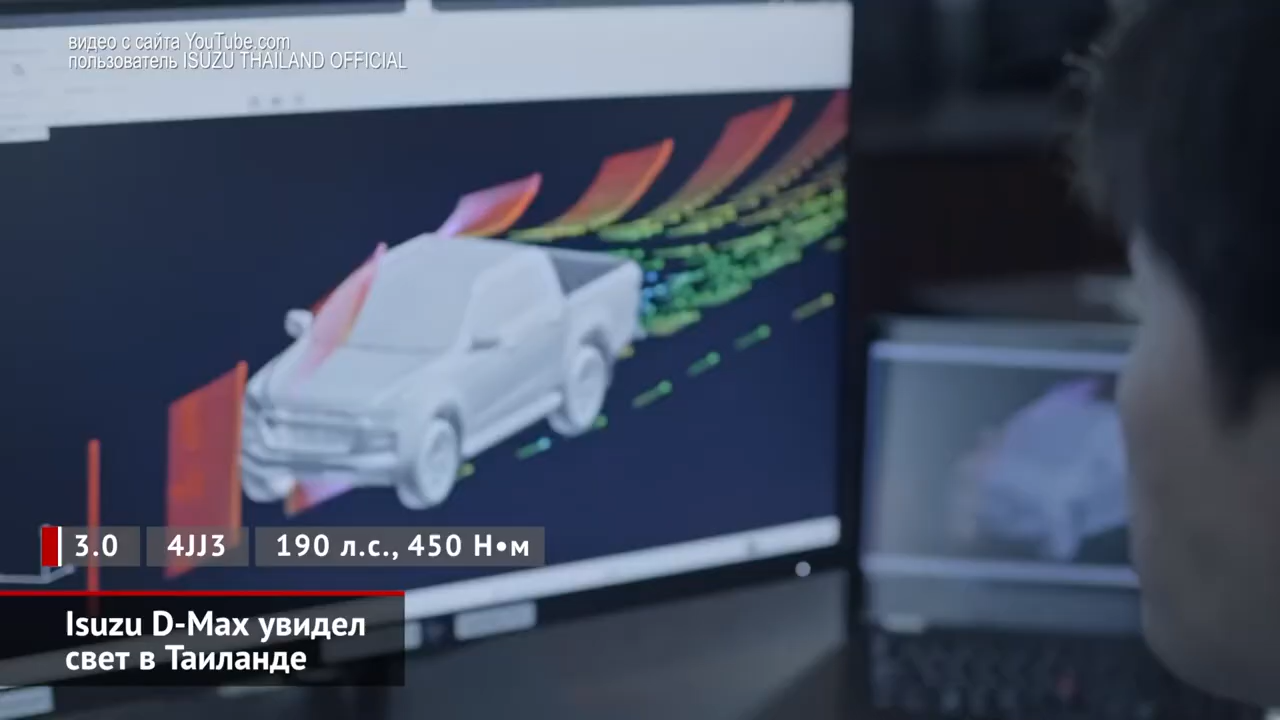 видео с сайта YouTube.com
пользователь ISUZU THAILAND OFFICIAL
3.0 4JJ3 190 л.с., 450 Н•м
Isuzu D-Max увидел
свет в Таиланде